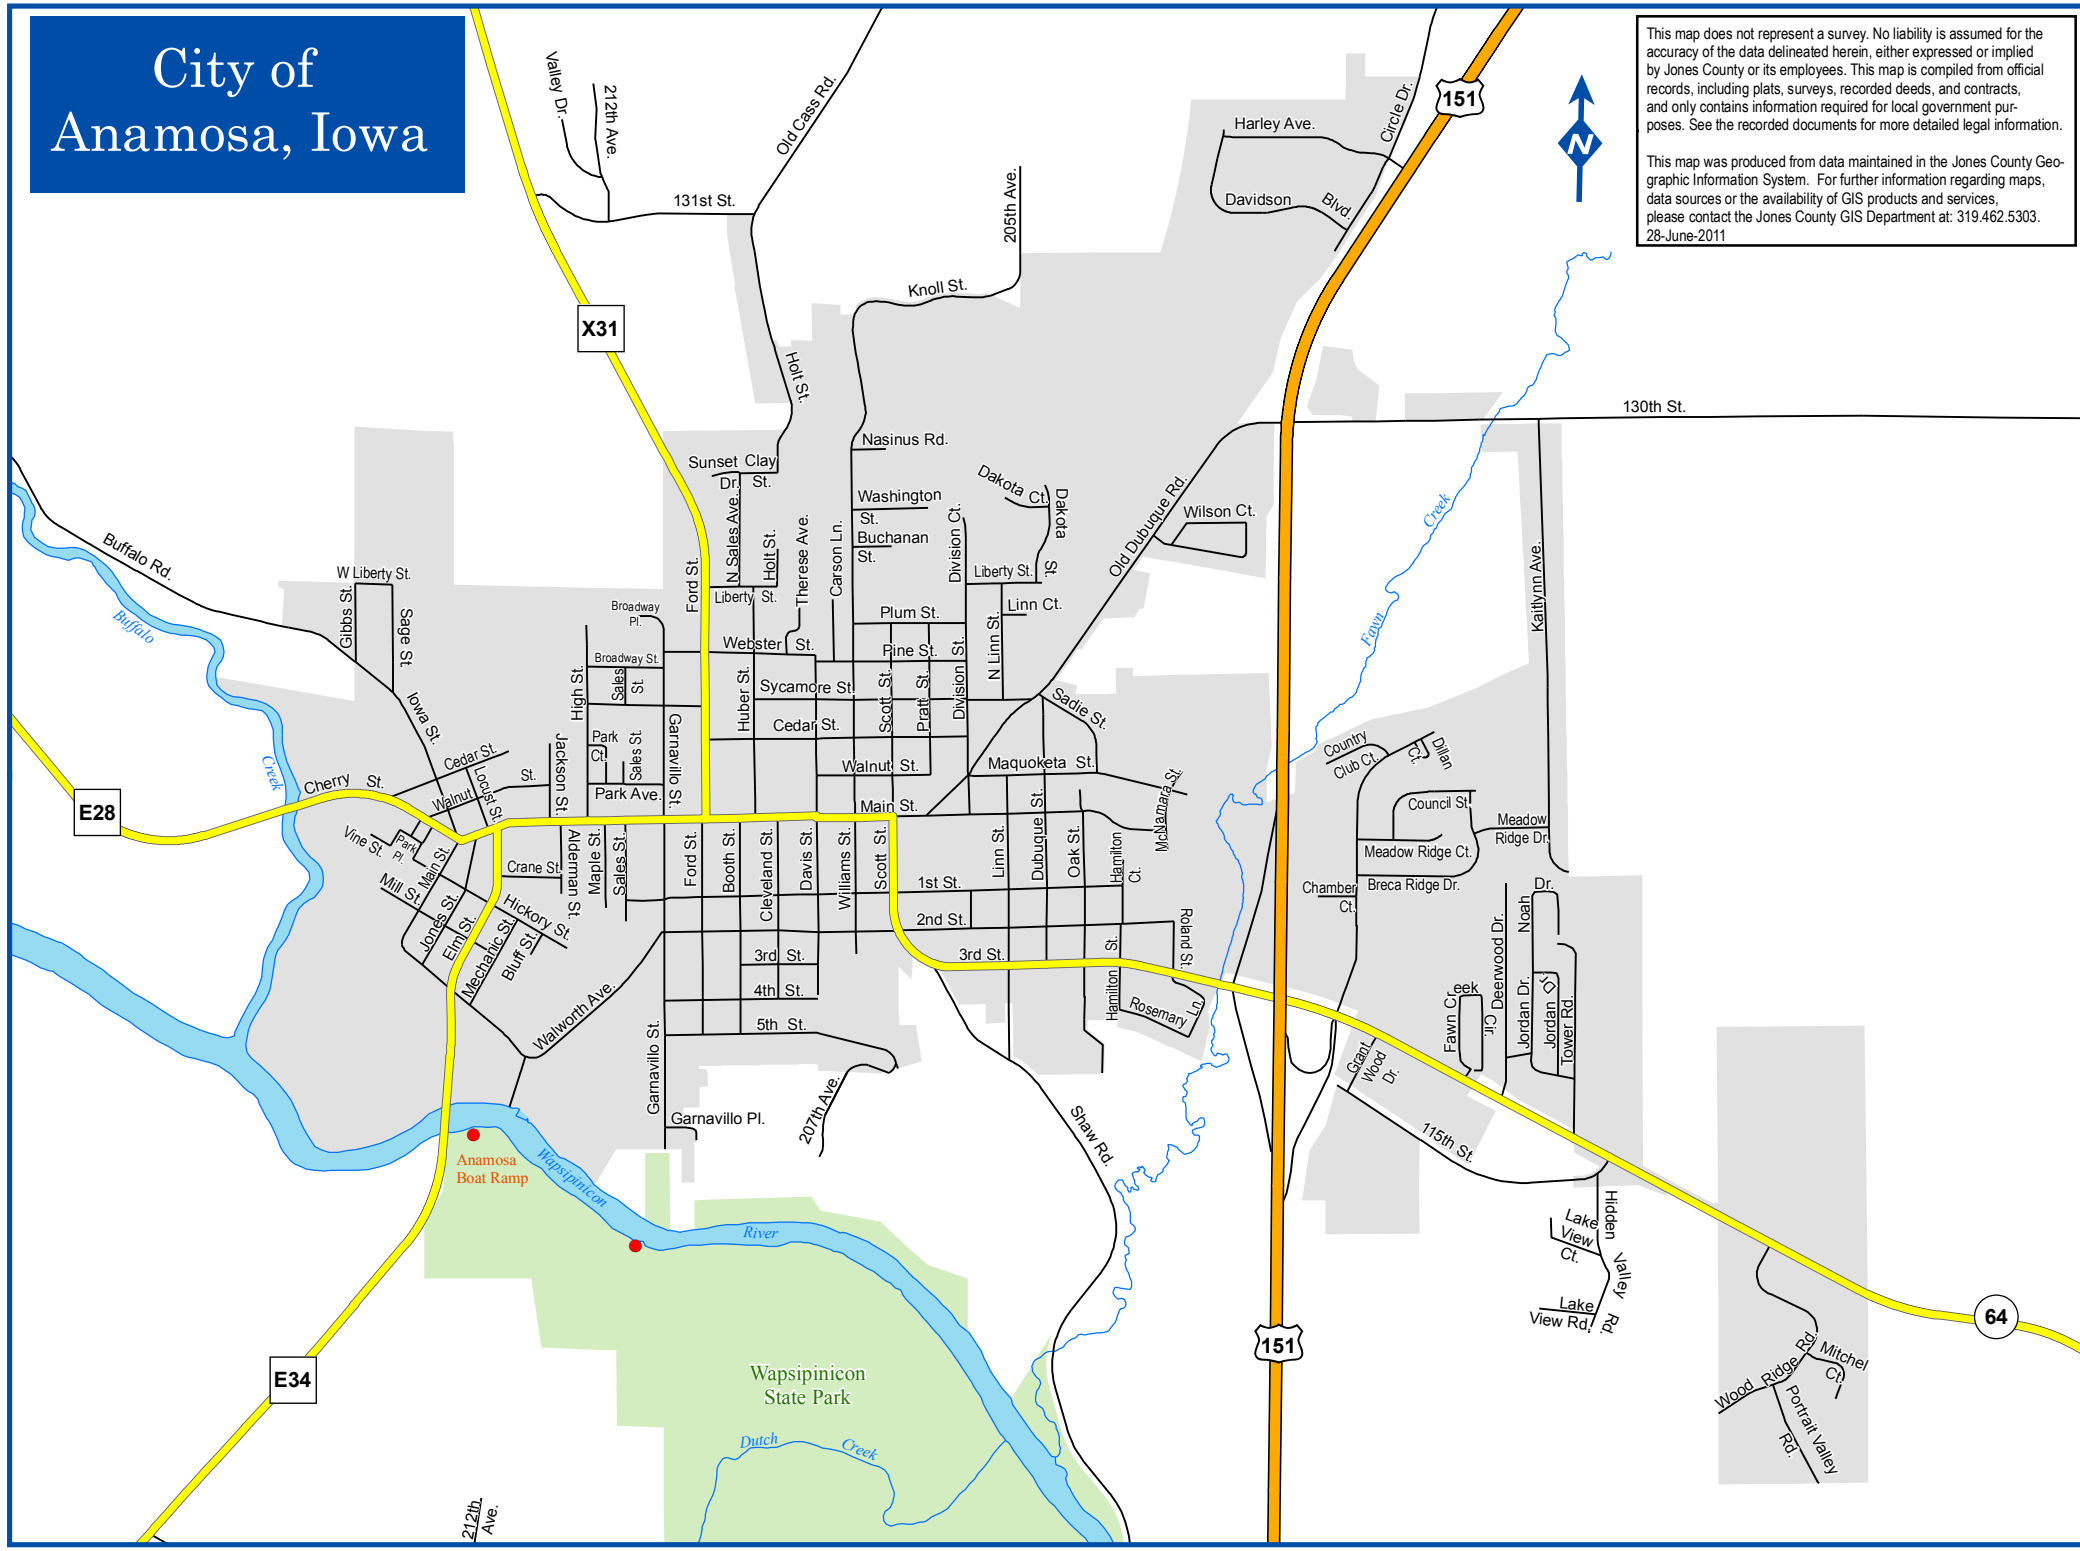 City of
Anamosa, Iowa
This map does not represent a survey. No liability is assumed for the
accuracy of the data delineated herein, either expressed or implied
by Jones County or its employees. This map is compiled from official
records, including plats, surveys, recorded deeds, and contracts,
and only contains information required for local government pur-
poses. See the recorded documents for more detailed legal information.
This map was produced from data maintained in the Jones County Geo-
graphic Information System. For further information regarding maps,
data sources or the availability of GIS products and services,
please contact the Jones County GIS Department at: 319.462.5303.
28-June-2011
N
151
Valley Dr.
212th Ave.
Old Cass Rd.
131st St.
205th Ave.
Harley Ave.
Circle Dr.
Davidson Blvd.
Knoll St.
X31
Holt St.
130th St.
Nasinus Rd.
Sunset Dr.
Clay St.
Washington St.
Dakota Ct.
Dakota St.
Wilson Ct.
Old Dubuque Rd.
Creek
Fawn
Buffalo Rd.
Buffalo
Creek
W Liberty St.
Gibbs St.
Sage St.
Iowa St.
N Sales Ave.
Holt St.
Therese Ave.
Carson Ln.
Buchanan St.
Division Ct.
Liberty St.
Liberty St.
Linn Ct.
Kaitlynn Ave.
Ford St.
Broadway Pl.
Plum St.
Webster St.
Pine St.
N Linn St.
Broadway St.
High St.
Sales St.
Huber St.
Sycamore St.
Scott St.
Pratt St.
Division St.
Sadie St.
Cedar St.
Garnavillo St.
Park Ct.
Sales St.
Jackson St.
Cedar St.
Locust St.
Cherry St.
Walnut St.
Walnut St.
Maquoketa St.
McNamara St.
Park Ave.
Main St.
E28
Country Club Ct.
Dillan Ct.
Council St.
Meadow Ridge Dr.
Meadow Ridge Ct.
Breca Ridge Dr.
Chamber Ct.
Vine St.
Park Pl.
Main St.
Mill St.
Crane St.
Alderman St.
Maple St.
Sales St.
Ford St.
Booth St.
Cleveland St.
Davis St.
Williams St.
Scott St.
Linn St.
Dubuque St.
Oak St.
Hamilton Ct.
1st St.
2nd St.
3rd St.
3rd St.
4th St.
5th St.
Jones St.
Elm St.
Mechanic St.
Bluff St.
Hickory St.
Walworth Ave.
Garnavillo St.
Garnavillo Pl.
207th Ave.
Hamilton St.
Hamilton
Roland St.
Rosemary Ln.
Deerwood Dr.
Noah Dr.
Fawn Creek Cir.
Jordan Dr.
Jordan Dr.
Tower Rd.
Grant Wood Dr.
115th St.
Shaw Rd.
Anamosa
Boat Ramp
Wapsipinicon
River
Hidden Valley Rd.
Lake View Ct.
Lake View Rd.
64
151
E34
Wapsipinicon
State Park
Dutch Creek
Wood Ridge Rd.
Mitchel Ct.
Portrait Valley Rd.
212th Ave.